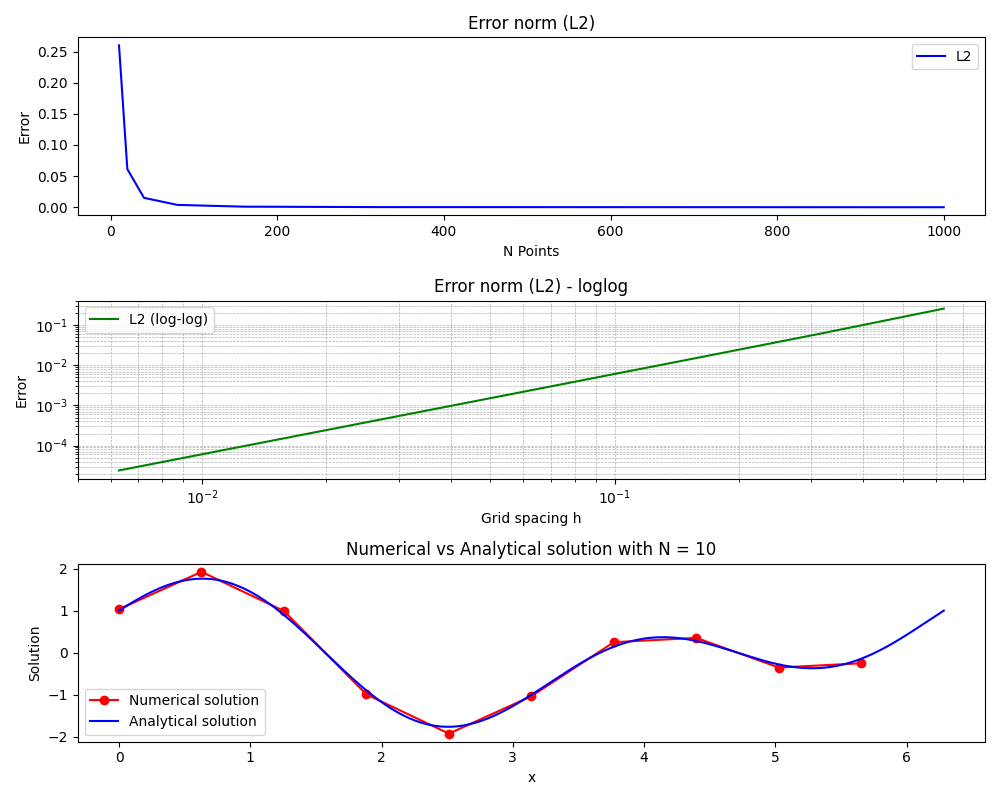 Error norm (L2)
0.25
0.20
0.15
0.10
0.05
0.00
Error
L2
0 200 400 600 800 1000
N Points
Error norm (L2) - loglog
10⁻¹
10⁻²
10⁻³
10⁻⁴
Error
L2 (log-log)
10⁻² 10⁻¹
Grid spacing h
Numerical vs Analytical solution with N = 10
2
1
0
−1
−2
Solution
Numerical solution
Analytical solution
0 1 2 3 4 5 6
x